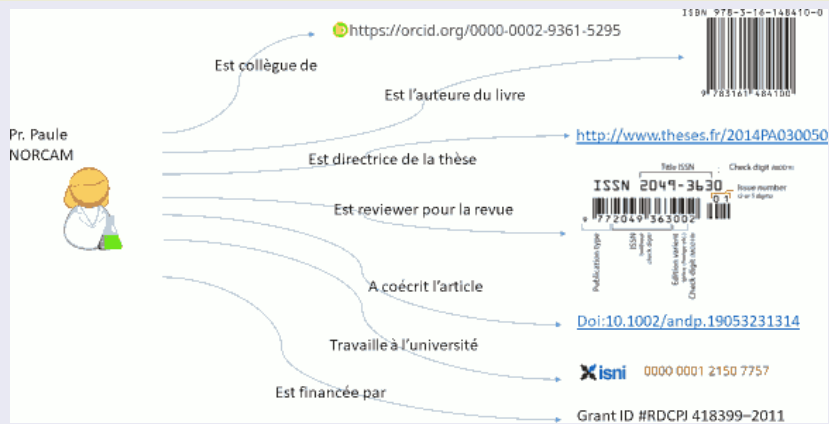 ISBN 978-3-16-148410-0
https://orcid.org/0000-0002-9361-5295
Est collègue de
9 783161 484100
Est l'auteure du livre
Pr. Paule
NORCAM
http://www.theses.fr/2014PA030050
Est directrice de la thèse
Title ISSN
Check digit
ISSN 2049-3630
Issue number
0 1
Est reviewer pour la revue
9 772049 363002
Publication type
ISSN
Edition varient
Check digit
A coécrit l'article
Doi:10.1002/andp.19053231314
Travaille à l'université
isni 0000 0001 2150 7757
Est financée par
Grant ID #RDCPJ 418399–2011